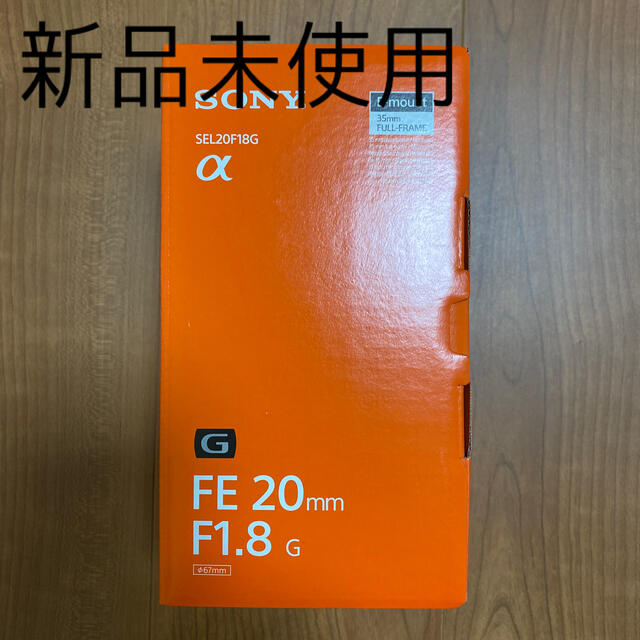 新品未使用
SONY
E-mount
35mm
FULL-FRAME
SEL20F18G
α
G
FE 20mm
F1.8 G
φ67mm